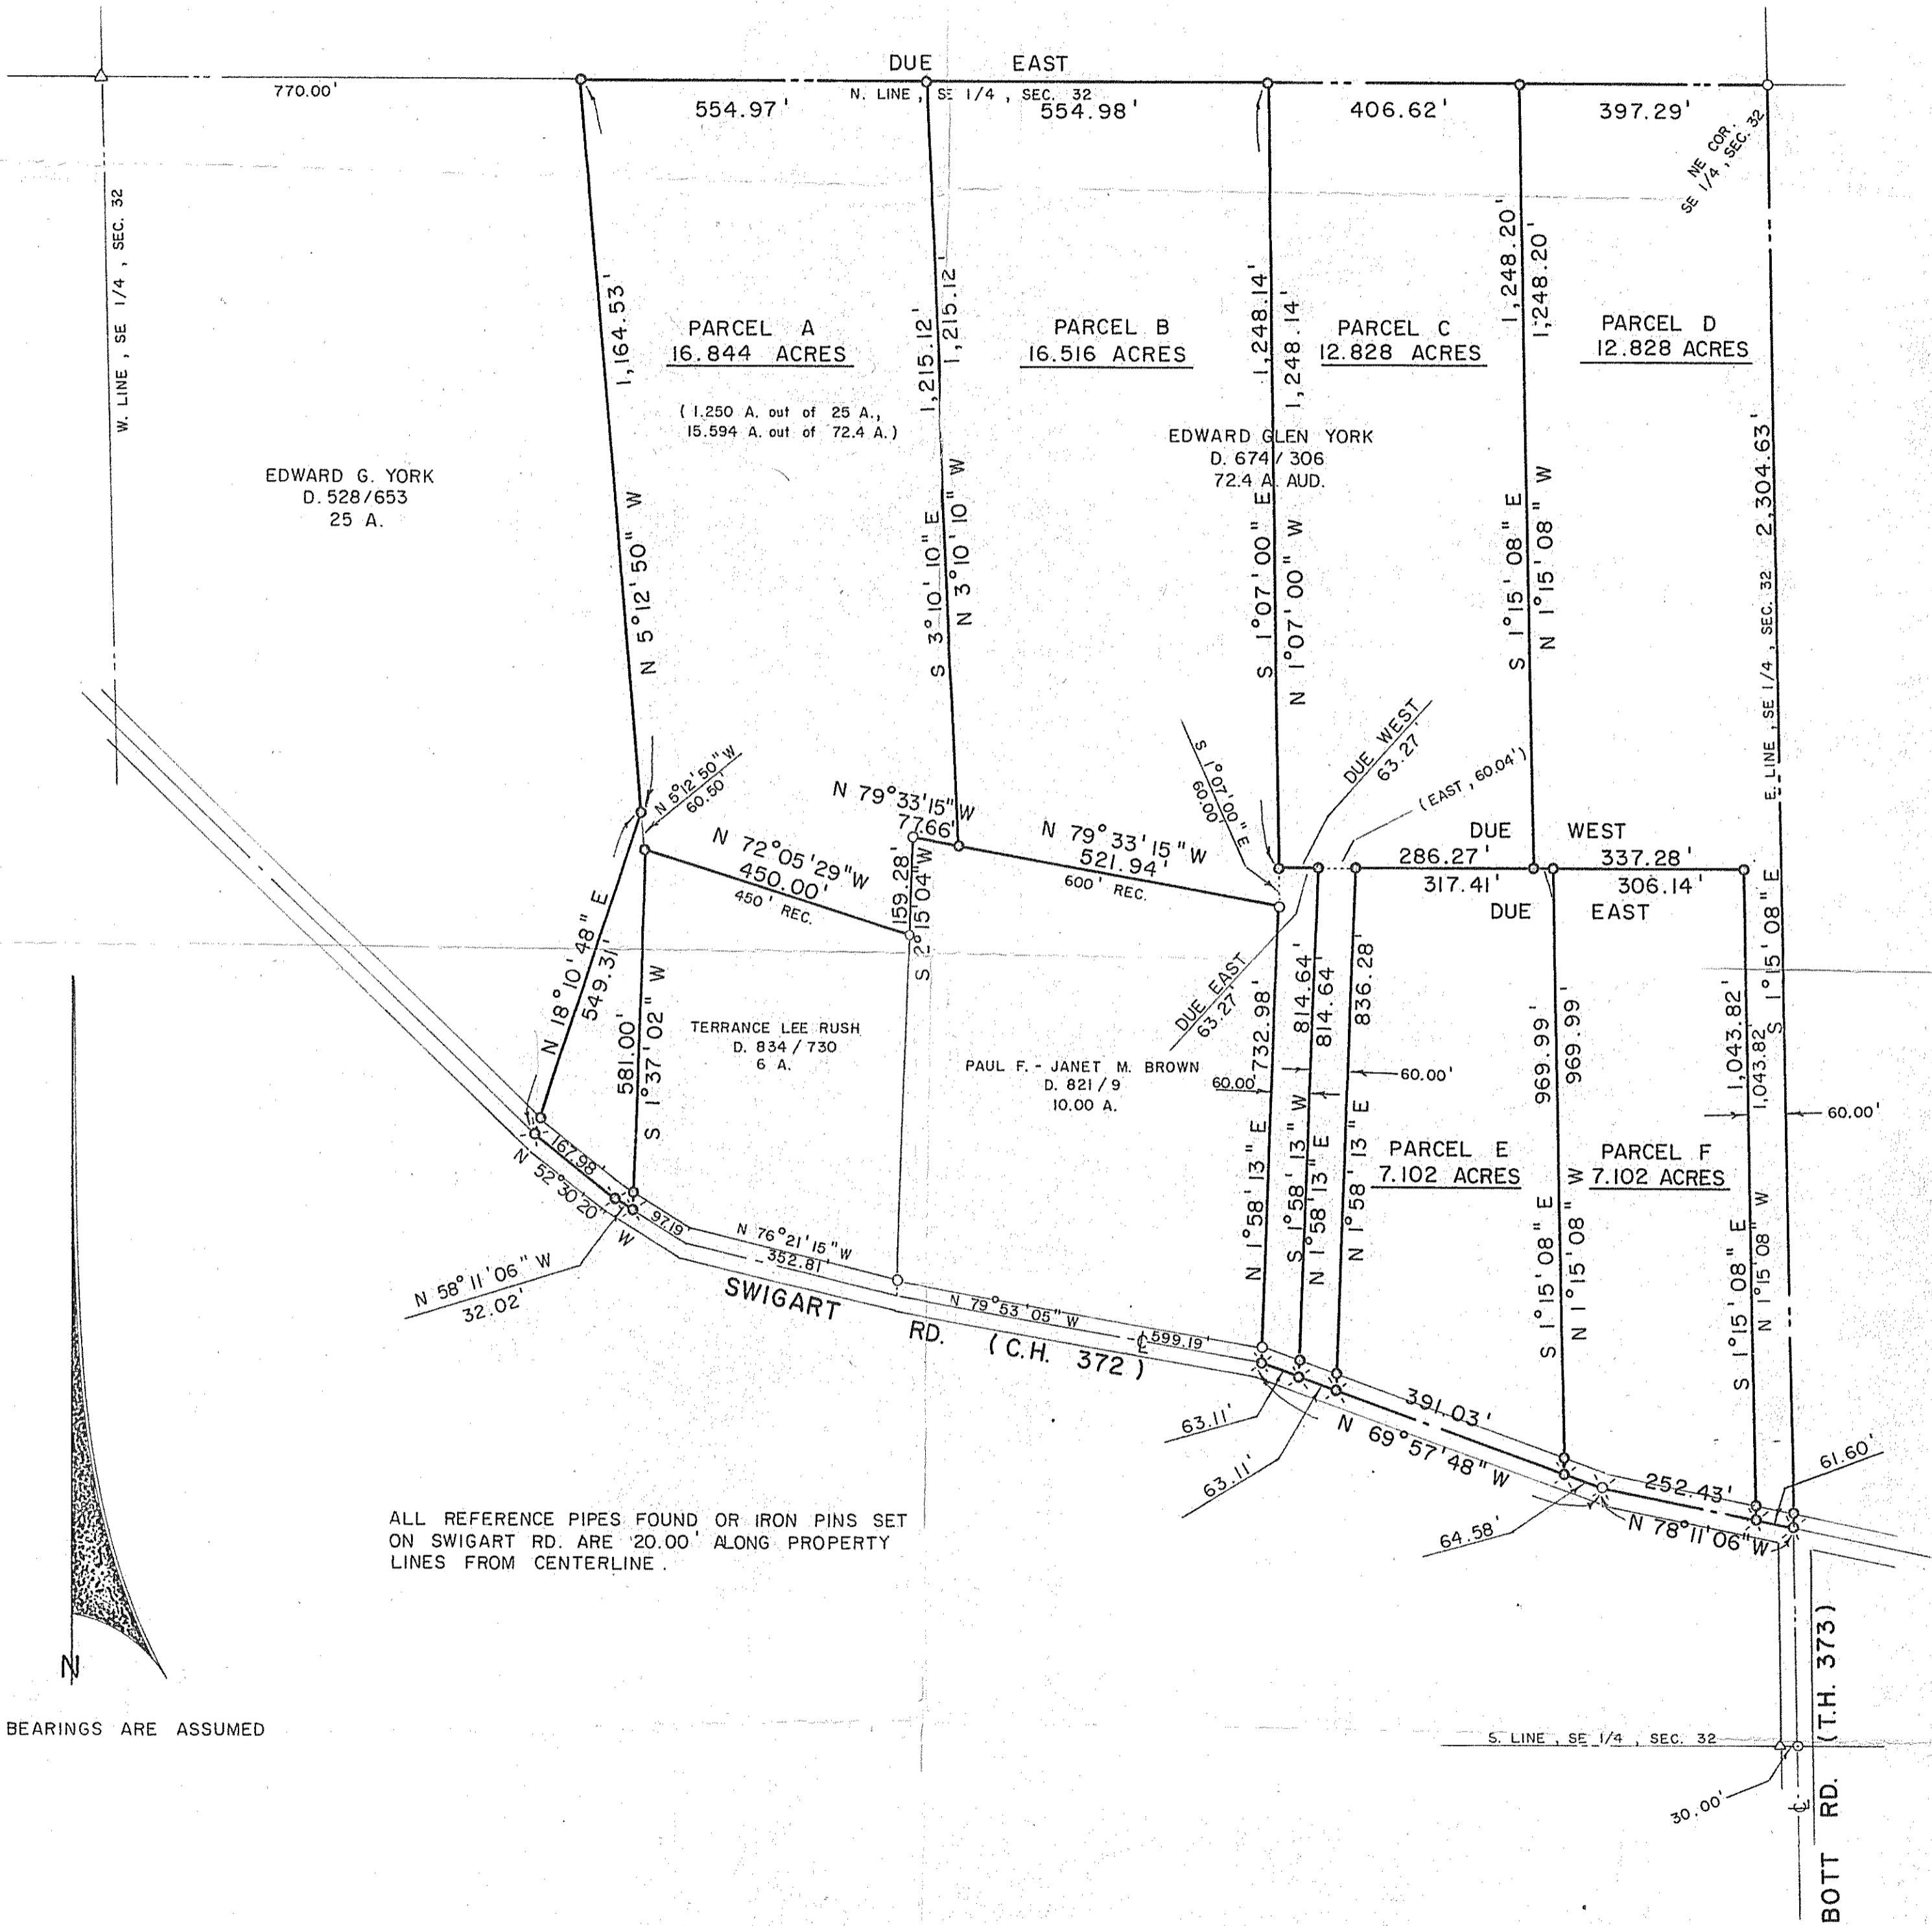 DUE EAST
770.00'
N. LINE, SE 1/4, SEC. 32
554.97'
554.98'
406.62'
397.29'
NE COR.
SE 1/4, SEC. 32
W. LINE, SE 1/4, SEC. 32
1,164.53'
N 5°12'50" W
PARCEL A
16.844 ACRES
(1.250 A. out of 25 A.,
15.594 A. out of 72.4 A.)
1,215.12'
1,215.12'
S 3°10'10" E
N 3°10'10" W
PARCEL B
16.516 ACRES
1,248.14'
1,248.14'
S 1°07'00" E
N 1°07'00" W
PARCEL C
12.828 ACRES
1,248.20'
1,248.20'
S 1°15'08" E
N 1°15'08" W
PARCEL D
12.828 ACRES
EDWARD GLEN YORK
D. 674/306
72.4 A. AUD.
EDWARD G. YORK
D. 528/653
25 A.
E. LINE, SE 1/4, SEC. 32 2,304.63'
S 1°15'08" E
N 5°12'50" W
60.50'
N 72°05'29" W
450.00'
450' REC.
N 79°33'15" W
77.66'
159.28'
S 2°15'04" W
N 79°33'15" W
521.94'
600' REC.
S 1°07'00" E
60.00'
DUE WEST
63.27'
(EAST, 60.04')
DUE WEST
286.27'
337.28'
317.41'
306.14'
DUE EAST
DUE EAST
63.27'
N 18°10'48" E
549.31'
581.00'
S 1°37'02" W
TERRANCE LEE RUSH
D. 834/730
6 A.
PAUL F. - JANET M. BROWN
D. 821/9
10.00 A.
732.98'
814.64'
814.64'
836.28'
60.00'
60.00'
N 1°58'13" E
S 1°58'13" W
N 1°58'13" E
N 1°58'13" E
PARCEL E
7.102 ACRES
969.99'
969.99'
S 1°15'08" E
N 1°15'08" W
PARCEL F
7.102 ACRES
1,043.82'
1,043.82
60.00'
S 1°15'08" E
N 1°15'08" W
167.98'
N 52°30'20" W
97.19'
N 58°11'06" W
32.02'
N 76°21'15" W
352.81'
N 79°53'05" W
599.19'
SWIGART RD. (C.H. 372)
63.11'
63.11'
391.03'
N 69°57'48" W
64.58'
252.43'
N 78°11'06" W
61.60'
ALL REFERENCE PIPES FOUND OR IRON PINS SET
ON SWIGART RD. ARE 20.00' ALONG PROPERTY
LINES FROM CENTERLINE.
N
BEARINGS ARE ASSUMED
S. LINE, SE 1/4, SEC. 32
30.00'
BOTT RD. (T.H. 373)